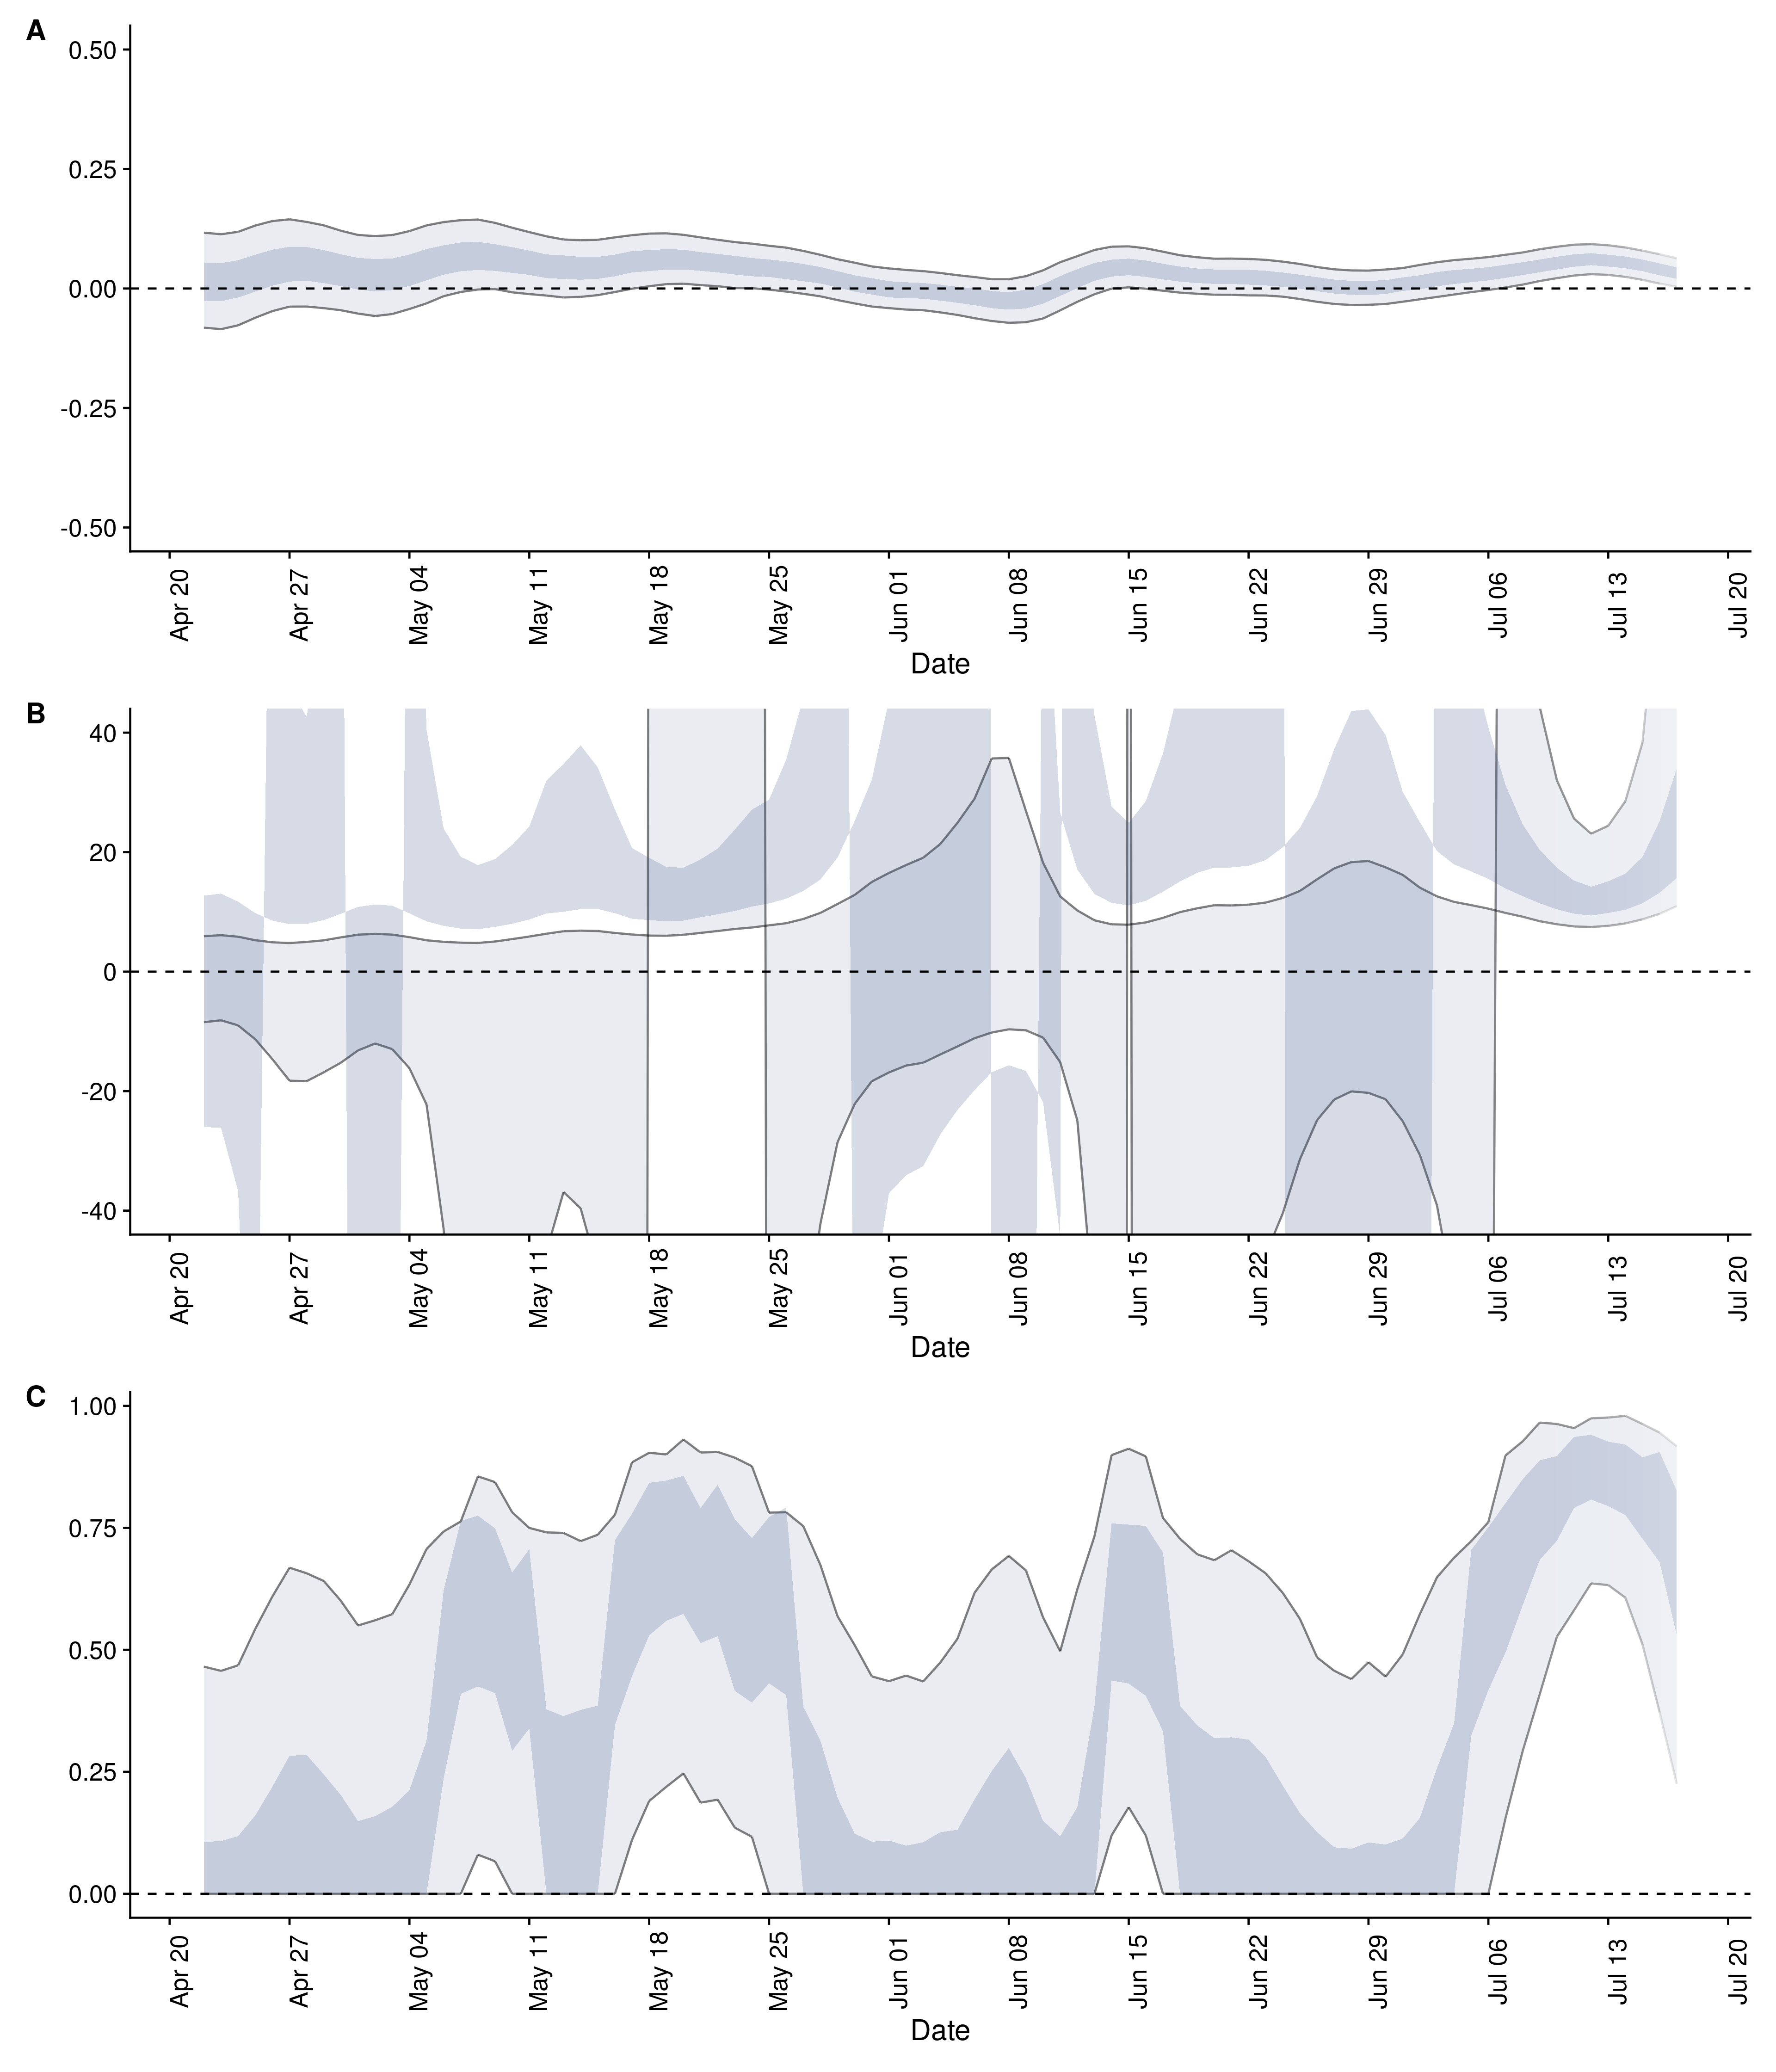 A
0.50
0.25
0.00
-0.25
-0.50
Apr 20
Apr 27
May 04
May 11
May 18
May 25
Jun 01
Jun 08
Jun 15
Jun 22
Jun 29
Jul 06
Jul 13
Jul 20
Date
B
40
20
0
-20
-40
Apr 20
Apr 27
May 04
May 11
May 18
May 25
Jun 01
Jun 08
Jun 15
Jun 22
Jun 29
Jul 06
Jul 13
Jul 20
Date
C
1.00
0.75
0.50
0.25
0.00
Apr 20
Apr 27
May 04
May 11
May 18
May 25
Jun 01
Jun 08
Jun 15
Jun 22
Jun 29
Jul 06
Jul 13
Jul 20
Date